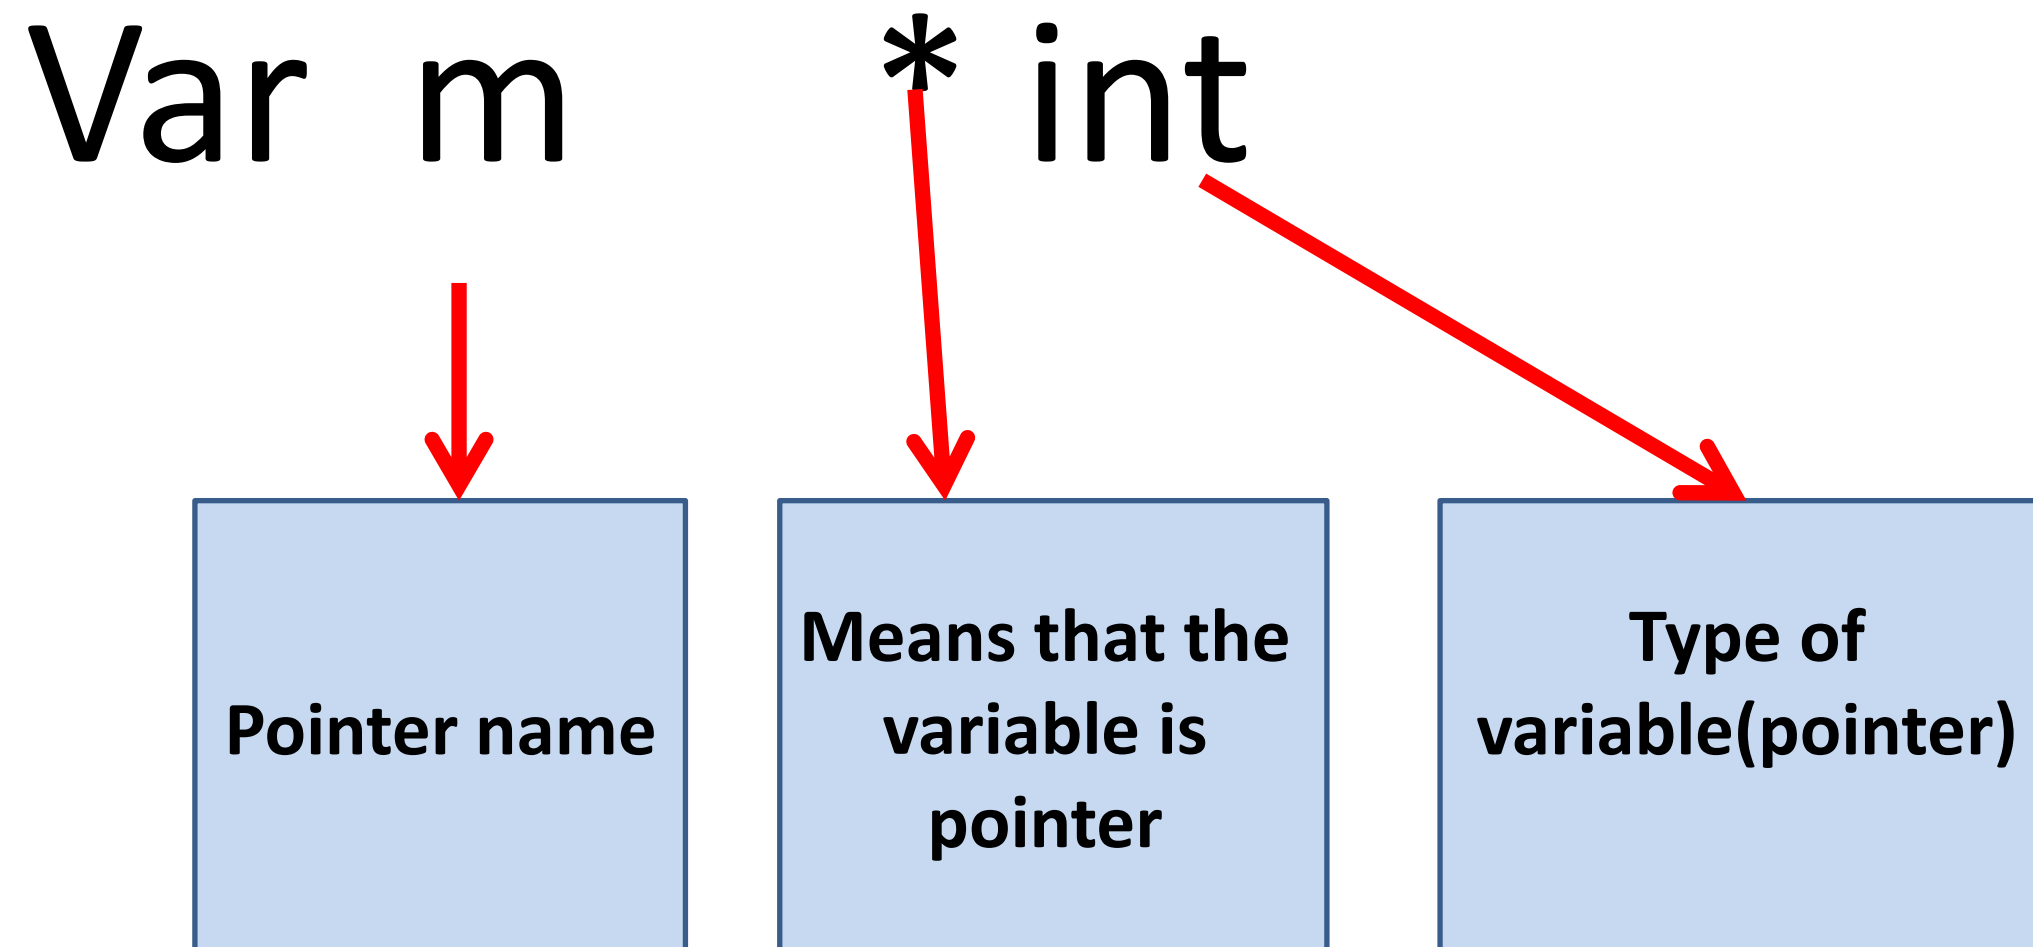 Var m * int
Pointer name
Means that the
variable is
pointer
Type of
variable(pointer)